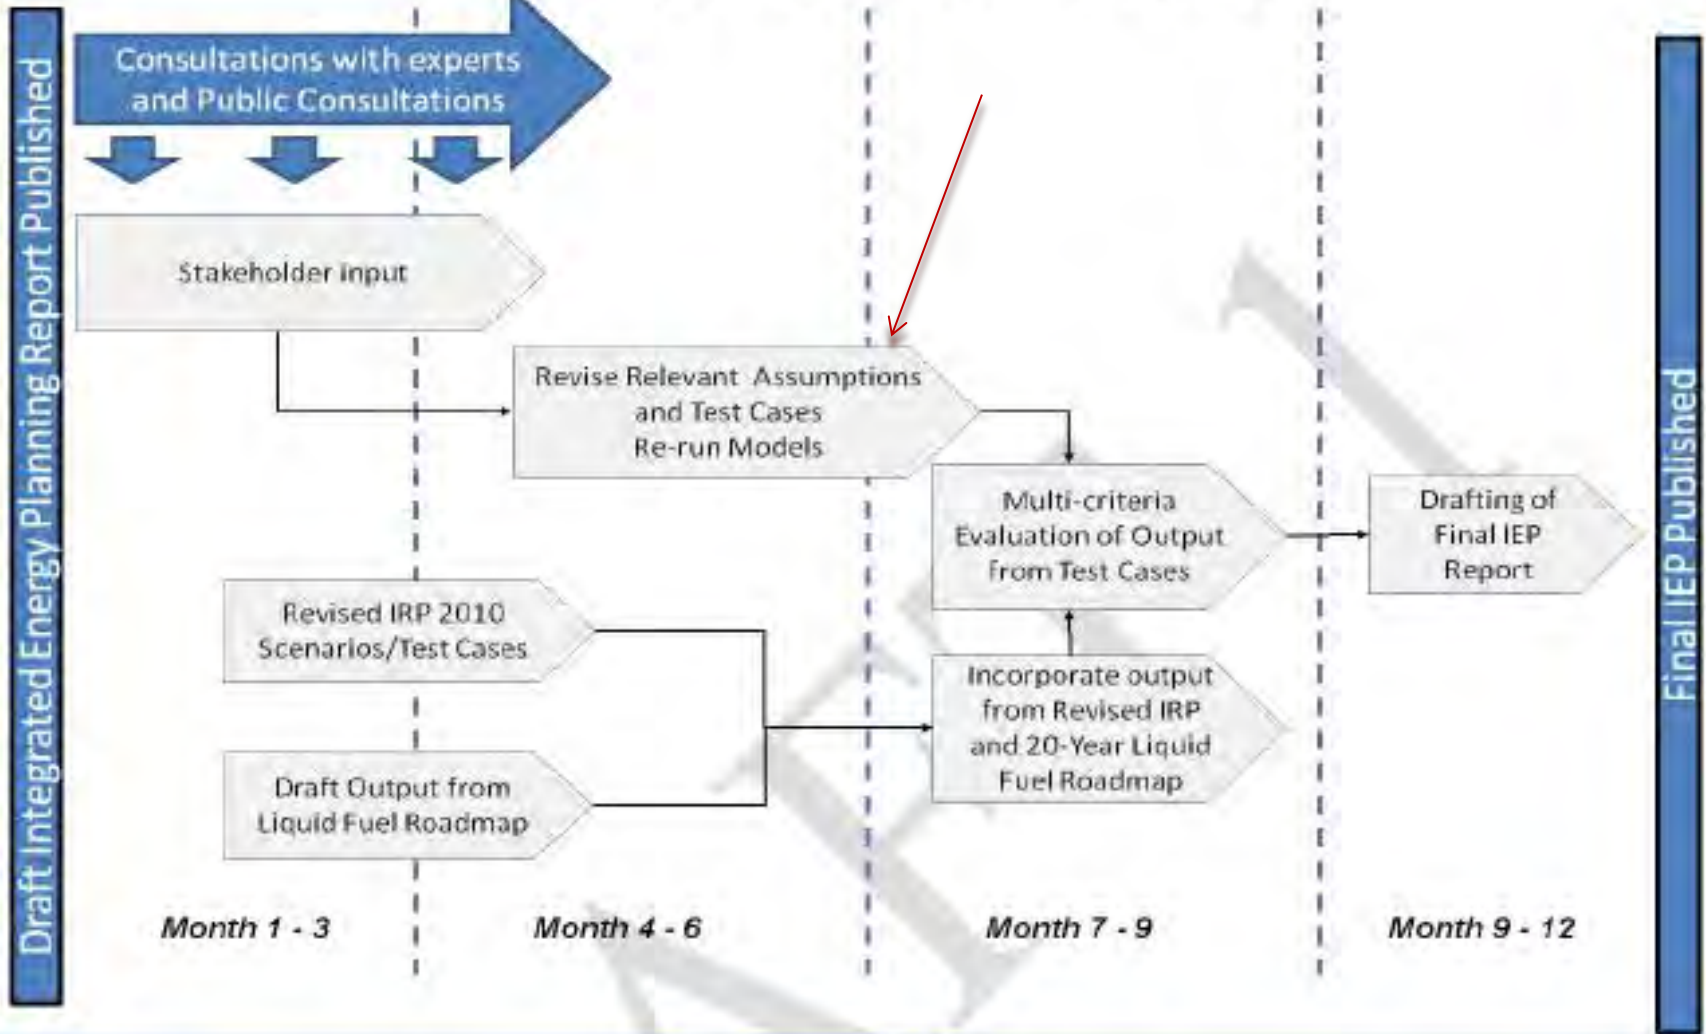 Draft Integrated Energy Planning Report Published
Consultations with experts
and Public Consultations
Stakeholder input
Revise Relevant Assumptions
and Test Cases
Re-run Models
Multi-criteria
Evaluation of Output
from Test Cases
Drafting of
Final IEP
Report
Revised IRP 2010
Scenarios/Test Cases
Incorporate output
from Revised IRP
and 20-Year Liquid
Fuel Roadmap
Draft Output from
Liquid Fuel Roadmap
Month 1 - 3
Month 4 - 6
Month 7 - 9
Month 9 - 12
Final IEP Published